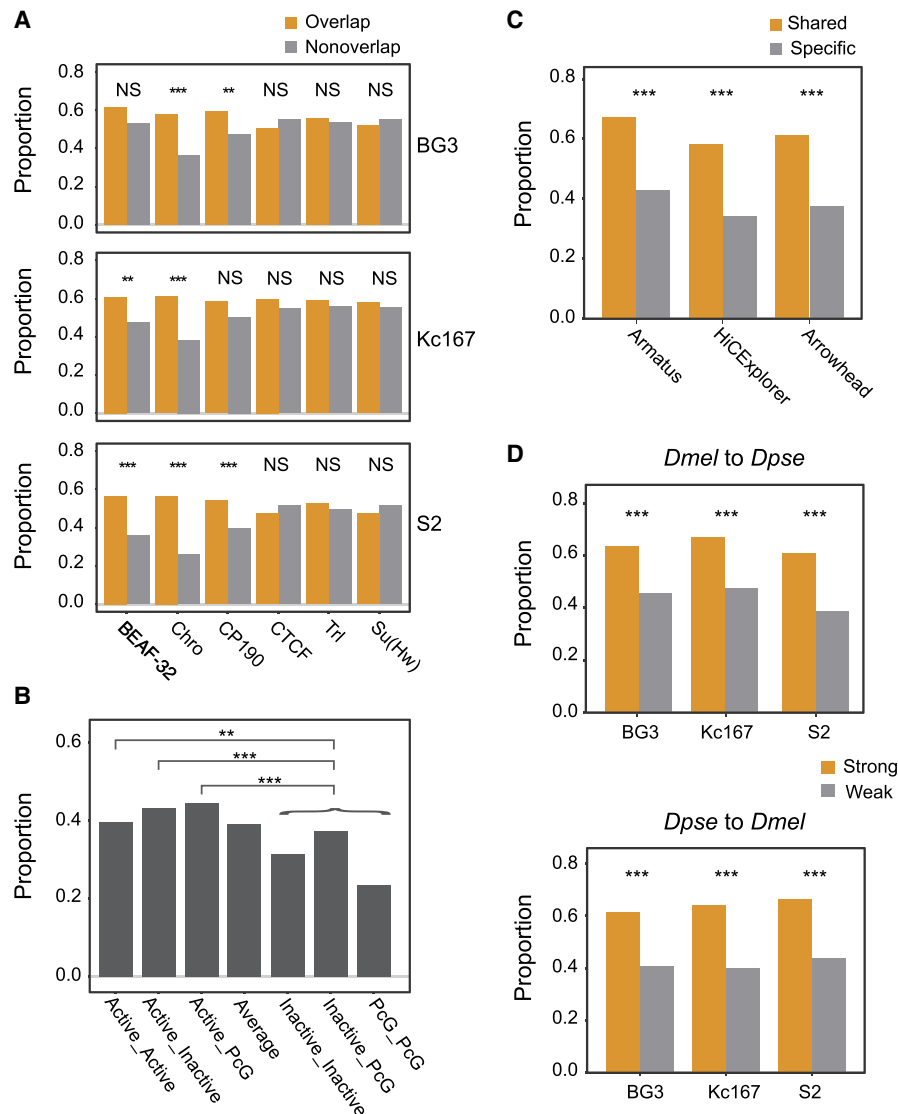 A
Overlap
Nonoverlap
Proportion
0.8
0.6
0.4
0.2
0.0
NS *** ** NS NS NS
BG3
Proportion
0.8
0.6
0.4
0.2
0.0
** *** NS NS NS NS
Kc167
Proportion
0.8
0.6
0.4
0.2
0.0
*** *** *** NS NS NS
S2
BEAF-32 Chro CP190 CTCF Trl Su(Hw)
B
Proportion
0.6
0.4
0.2
0.0
**
***
***
Active_Active Active_Inactive Active_PcG Average Inactive_Inactive Inactive_PcG PcG_PcG
C
Shared
Specific
Proportion
0.8
0.6
0.4
0.2
0.0
*** *** ***
Armatus HiCExplorer Arrowhead
D
Dmel to Dpse
Proportion
0.8
0.6
0.4
0.2
0.0
*** *** ***
BG3 Kc167 S2
Strong
Weak
Dpse to Dmel
Proportion
0.8
0.6
0.4
0.2
0.0
*** *** ***
BG3 Kc167 S2